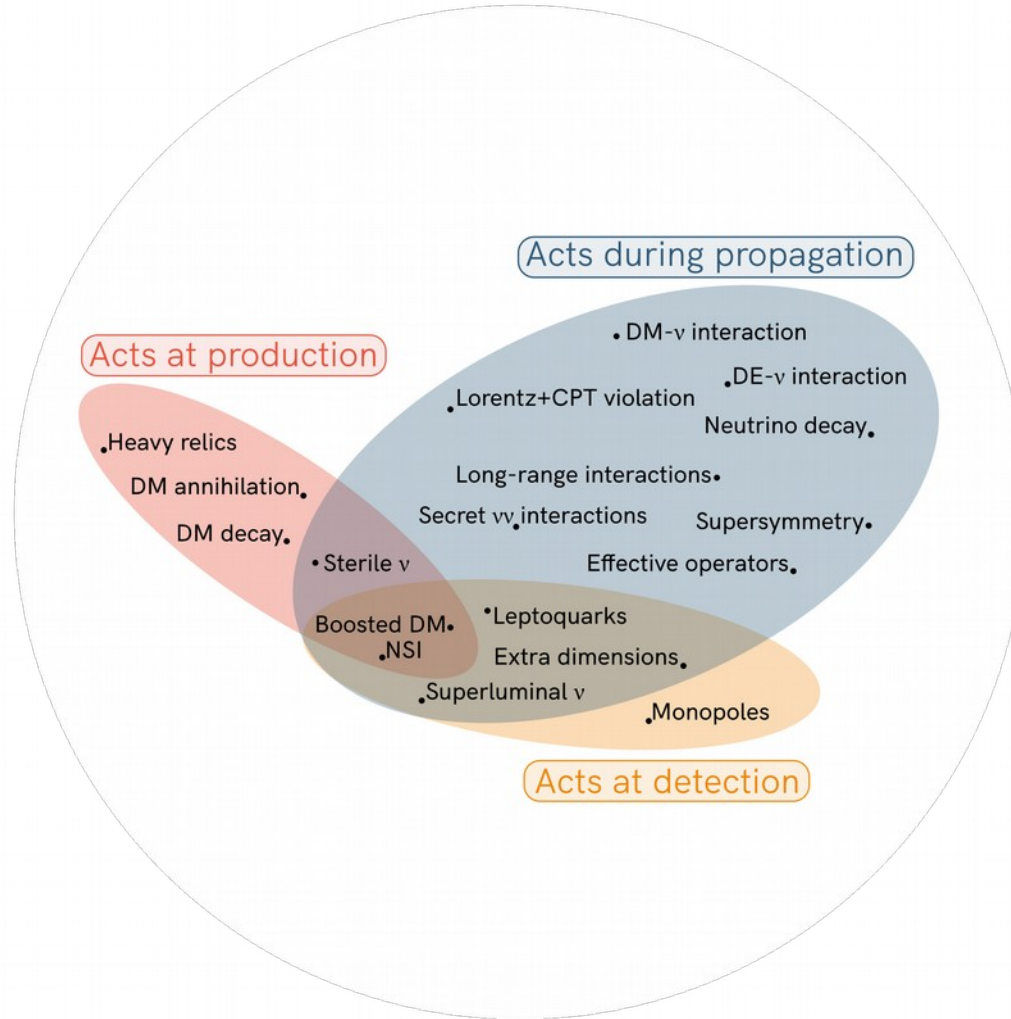 Acts during propagation
DM-ν interaction
Acts at production
DE-ν interaction
Lorentz+CPT violation
Neutrino decay
Heavy relics
Long-range interactions
DM annihilation
Secret νν interactions
Supersymmetry
DM decay
Sterile ν
Effective operators
Boosted DM
Leptoquarks
NSI
Extra dimensions
Superluminal ν
Monopoles
Acts at detection